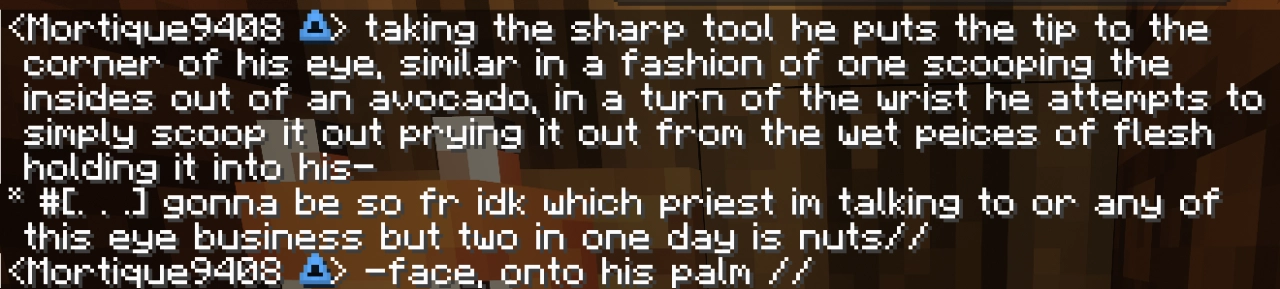 <Mortique9408 > taking the sharp tool he puts the tip to the
corner of his eye, similar in a fashion of one scooping the
insides out of an avocado, in a turn of the wrist he attempts to
simply scoop it out prying it out from the wet peices of flesh
holding it into his-
* #[. . .] gonna be so fr idk which priest im talking to or any of
this eye business but two in one day is nuts//
<Mortique9408 > -face, onto his palm //